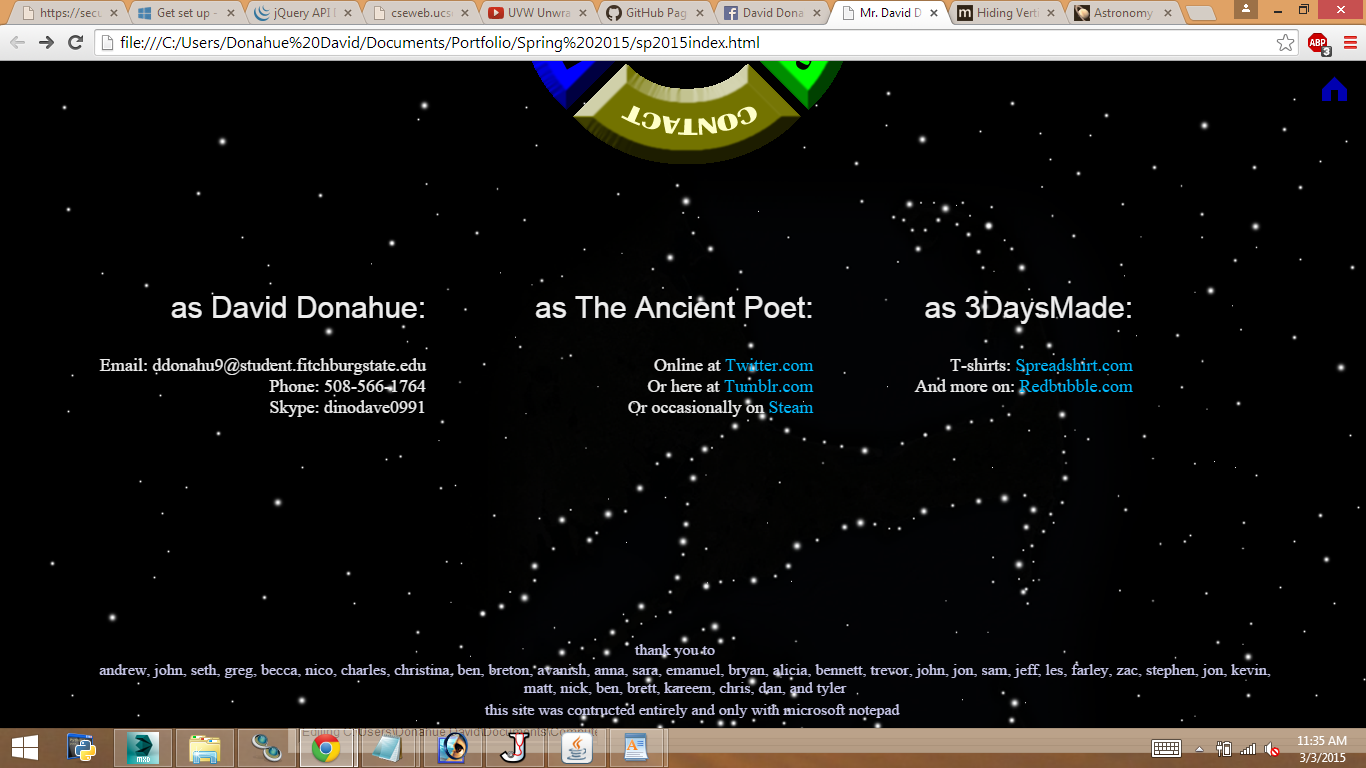 https://secu
Get set up -
jQuery API D
cseweb.ucs
UVW Unwra
GitHub Pag
David Dona
Mr. David D
Hiding Verti
Astronomy
file:///C:/Users/Donahue%20David/Documents/Portfolio/Spring%202015/sp2015index.html
ABP
3
CONTACT
as David Donahue:
Email: ddonahu9@student.fitchburgstate.edu
Phone: 508-566-1764
Skype: dinodave0991
as The Ancient Poet:
Online at Twitter.com
Or here at Tumblr.com
Or occasionally on Steam
as 3DaysMade:
T-shirts: Spreadshirt.com
And more on: Redbubble.com
thank you to
andrew, john, seth, greg, becca, nico, charles, christina, ben, breton, avanish, anna, sara, emanuel, bryan, alicia, bennett, trevor, john, jon, sam, jeff, les, farley, zac, stephen, jon, kevin,
matt, nick, ben, brett, kareem, chris, dan, and tyler
this site was contructed entirely and only with microsoft notepad
Editing C:\Users\Donahue David\Documents\Compute
MXD
J
11:35 AM
3/3/2015